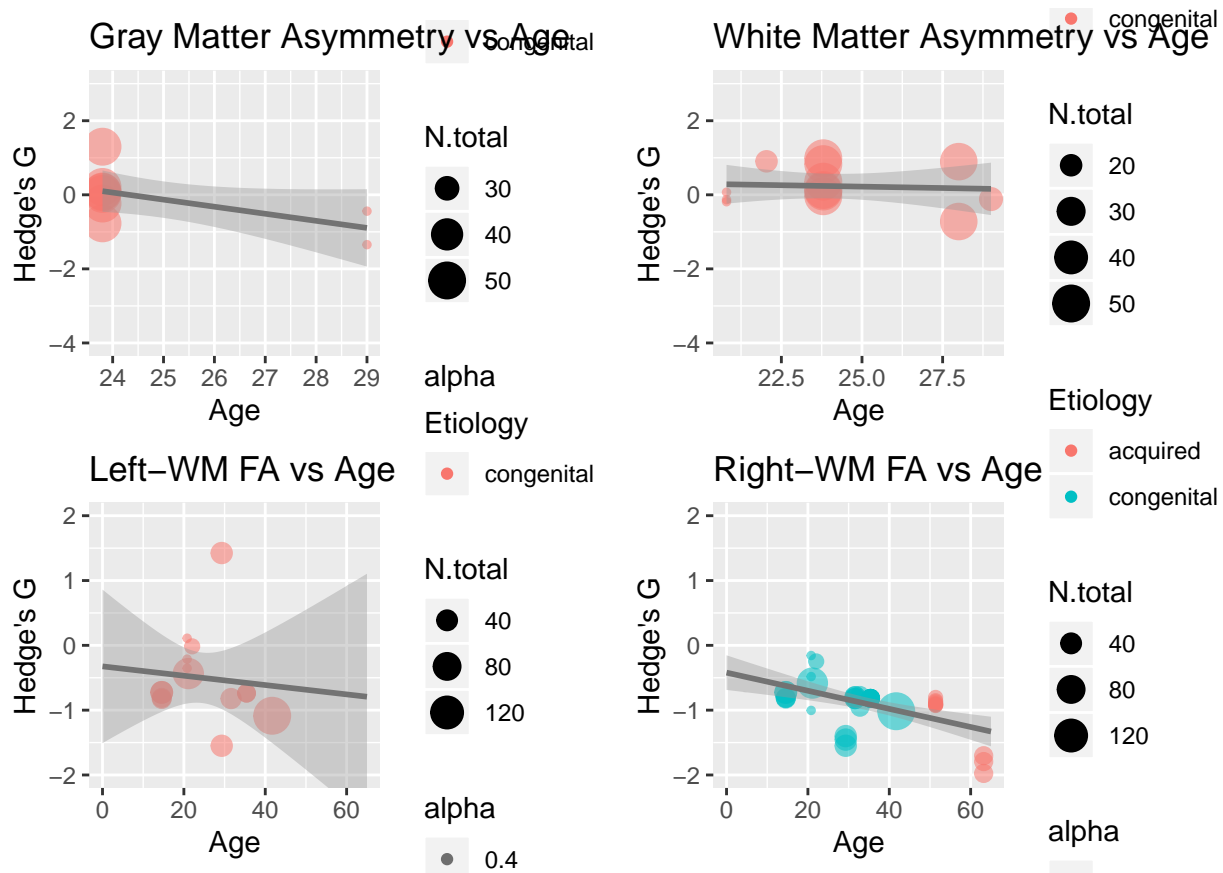 Gray Matter Asymmetry vs Age
congenital
2
0
−2
−4
Hedge's G
24 25 26 27 28 29
Age
N.total
30
40
50
alpha
White Matter Asymmetry vs Age
congenital
2
0
−2
−4
Hedge's G
22.5 25.0 27.5
Age
N.total
20
30
40
50
Left−WM FA vs Age
2
1
0
−1
−2
Hedge's G
0 20 40 60
Age
Etiology
congenital
N.total
40
80
120
alpha
0.4
Right−WM FA vs Age
2
1
0
−1
−2
Hedge's G
0 20 40 60
Age
Etiology
acquired
congenital
N.total
40
80
120
alpha